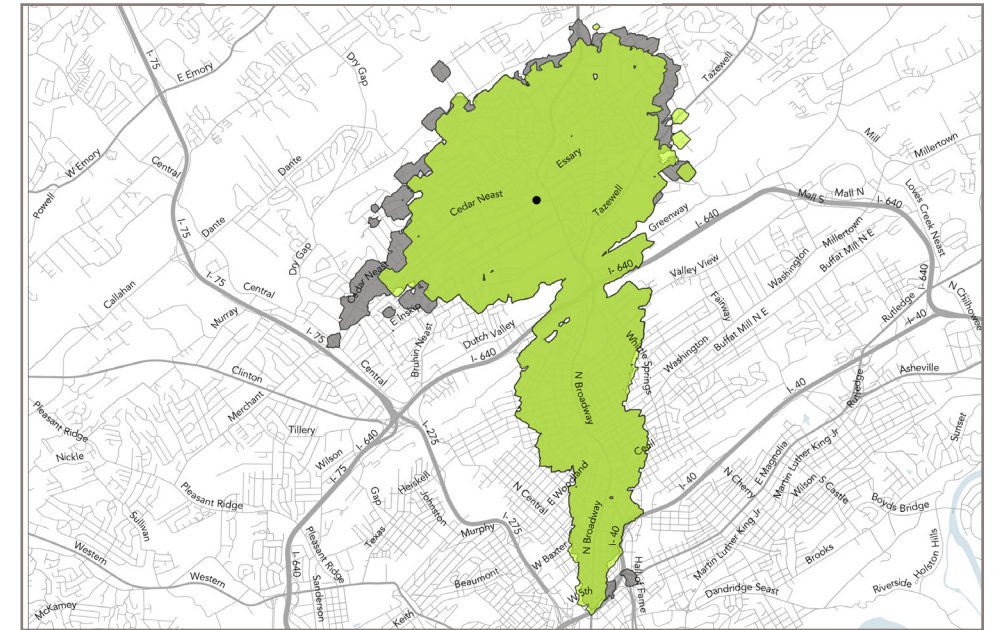 I- 75
E Emory
Dry Gap
Tazewell
W Emory
Central
Dante
Essary
Mill
Millertown
Powell
Cedar Neast
Tazewell
Mall S
Mall N
I- 640
Loves Creek Neast
I- 75
Dante
Greenway
I- 640
Dry Gap
Millertown
Buffat Mill N E
Cedar Neast
I- 640
Valley View
Washington
I- 640
Callahan
I- 75
Central
Fairway
Rutledge
N Chilhowee
Murray
E Inskip
Buffat Mill N E
I- 40
I- 75
Dutch Valley
Bruhin Neast
Whittle Springs
Washington
I- 640
Clinton
Central
N Broadway
I- 40
Rutledge
Asheville
Merchant
Pleasant Ridge
Tillery
I- 640
I- 275
Cecil
Martin Luther King Jr
Sunset
Nickle
Wilson
I- 75
E Woodland
E Magnolia
Heiskell
N Cherry
Wilson
S Castle
Pleasant Ridge
Gap
Johnston
N Central
I- 40
Boyds Bridge
Sullivan
Texas
Murphy
I- 275
N Broadway
I- 40
Martin Luther King Jr
Western
Pleasant Ridge
W Baxter
Brooks
Holston Hills
I-640
Western
Sanderson
Beaumont
Hall of Fame
Dandridge Seast
Riverside
McKamey
Keith
W 5th